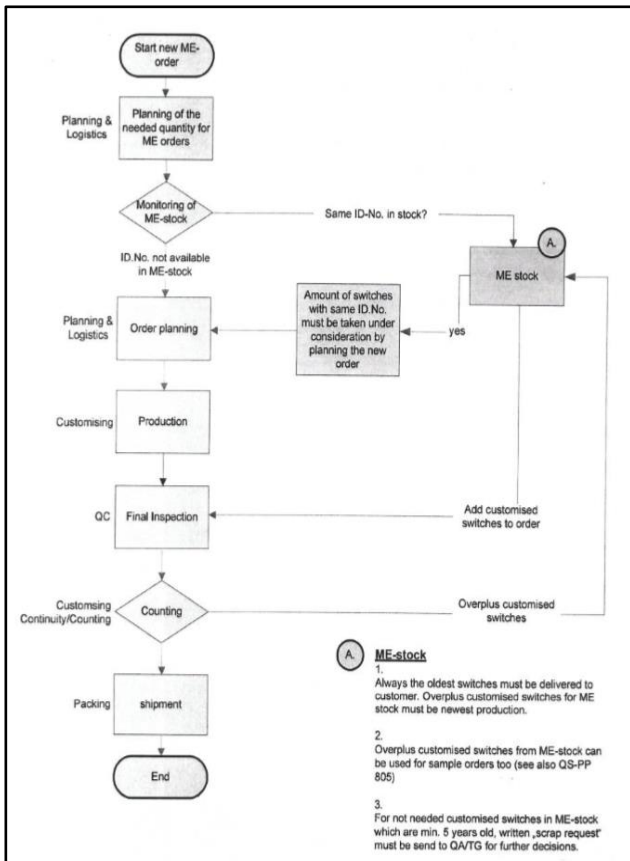 Start new ME-
order
Planning &
Logistics
Planning of the
needed quantity for
ME orders
Monitoring of
ME-stock
Same ID-No. in stock?
A.
ME stock
ID.No. not available
in ME-stock
Amount of switches
with same ID.No.
must be taken under
consideration by
planning the new
order
yes
Planning &
Logistics
Order planning
Customising
Production
QC
Final Inspection
Add customised
switches to order
Customsing
Continuity/Counting
Counting
Overplus customised
switches
Packing
shipment
End
A.
ME-stock
1.
Always the oldest switches must be delivered to
customer. Overplus customised switches for ME
stock must be newest production.
2.
Overplus customised switches from ME-stock can
be used for sample orders too (see also QS-PP
805)
3.
For not needed customised switches in ME-stock
which are min. 5 years old, written „scrap request"
must be send to QA/TG for further decisions.